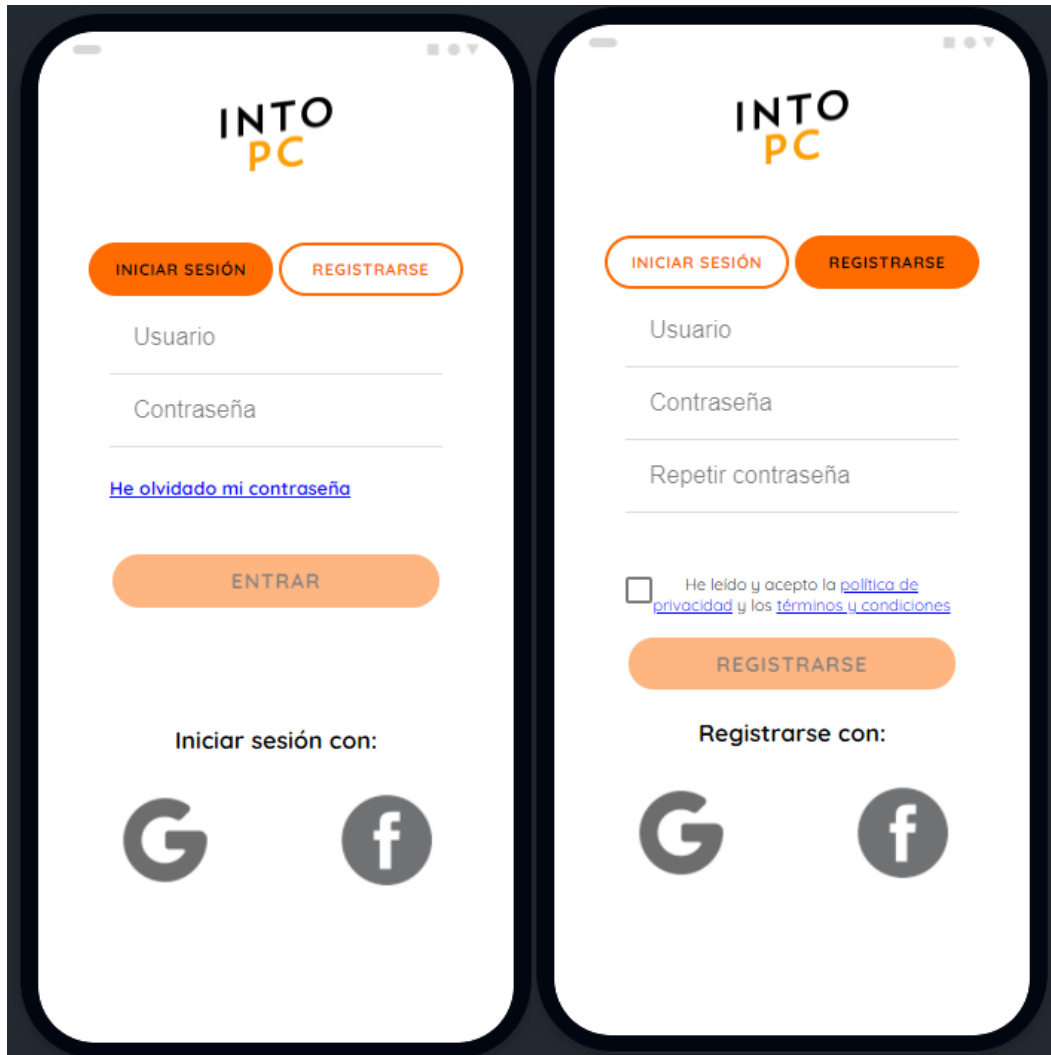 INTO
PC
INICIAR SESIÓN
REGISTRARSE
Usuario
Contraseña
He olvidado mi contraseña
ENTRAR
Iniciar sesión con:
G
f
INTO
PC
INICIAR SESIÓN
REGISTRARSE
Usuario
Contraseña
Repetir contraseña
He leído y acepto la política de
privacidad y los términos y condiciones
REGISTRARSE
Registrarse con:
G
f